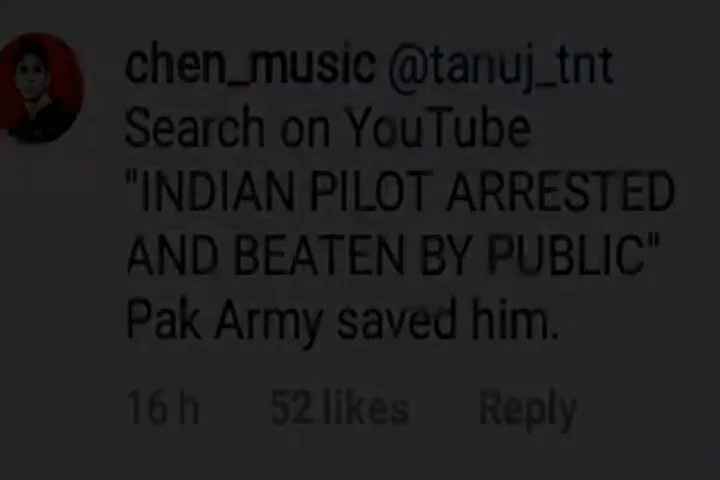 chen_music @tanuj_tnt
Search on YouTube
"INDIAN PILOT ARRESTED
AND BEATEN BY PUBLIC"
Pak Army saved him.
16 h 52 likes Reply